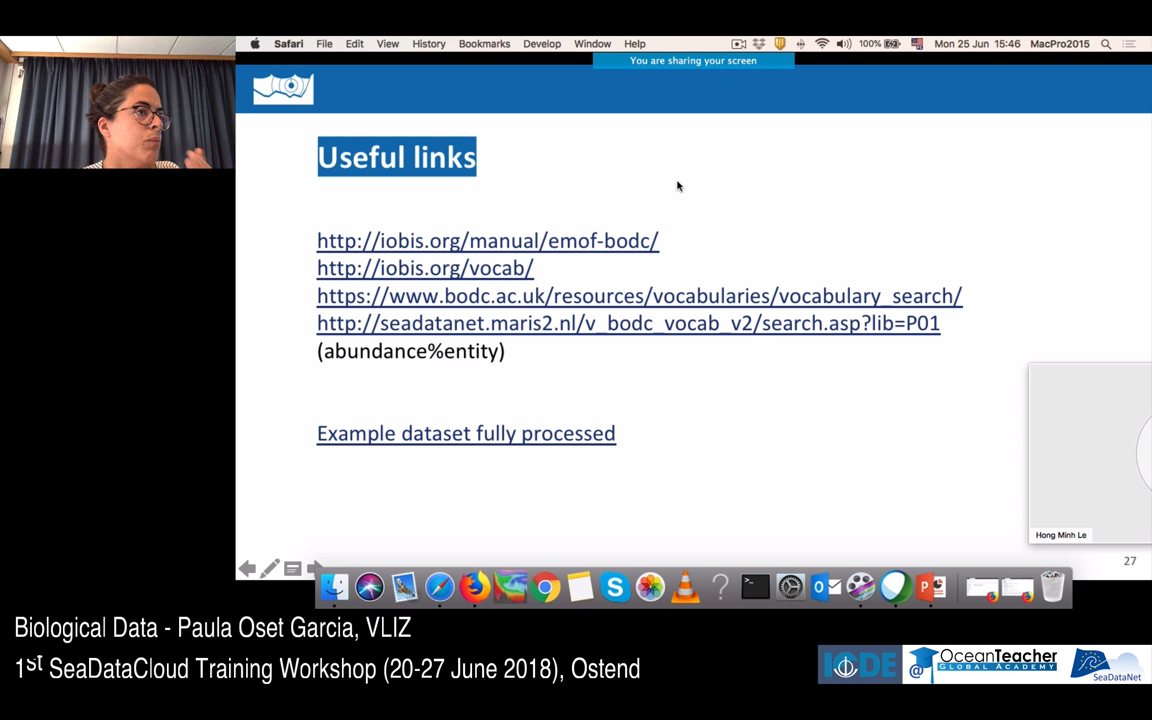 Safari File Edit View History Bookmarks Develop Window Help 100% Mon 25 Jun 15:46 MacPro2015
You are sharing your screen
Useful links
http://iobis.org/manual/emof-bodc/
http://iobis.org/vocab/
https://www.bodc.ac.uk/resources/vocabularies/vocabulary_search/
http://seadatanet.maris2.nl/v_bodc_vocab_v2/search.asp?lib=P01
(abundance%entity)
Example dataset fully processed
Hong Minh Le
27
Biological Data - Paula Oset Garcia, VLIZ
1st SeaDataCloud Training Workshop (20-27 June 2018), Ostend
IODE
@ OceanTeacher
GLOBAL ACADEMY
SeaDataNet